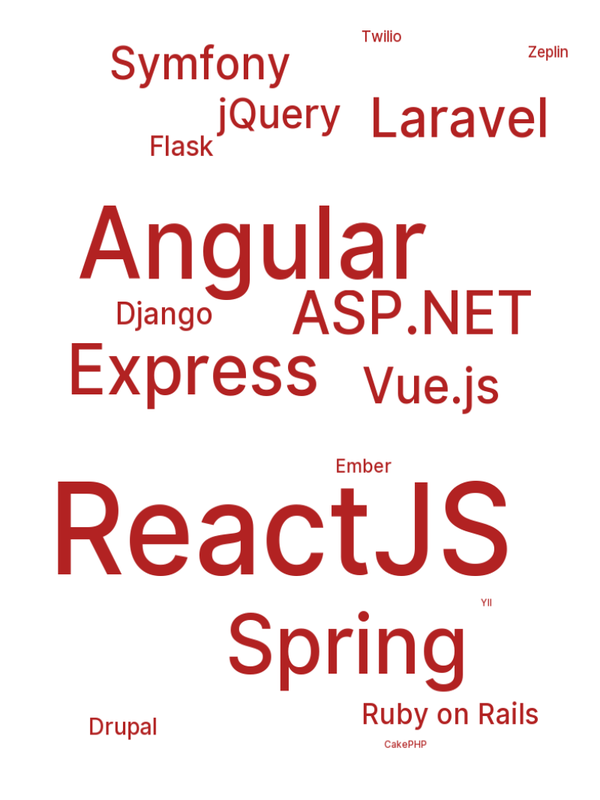 Twilio
Zeplin
Symfony
jQuery
Laravel
Flask
Angular
Django
ASP.NET
Express
Vue.js
Ember
ReactJS
YII
Spring
Ruby on Rails
Drupal
CakePHP